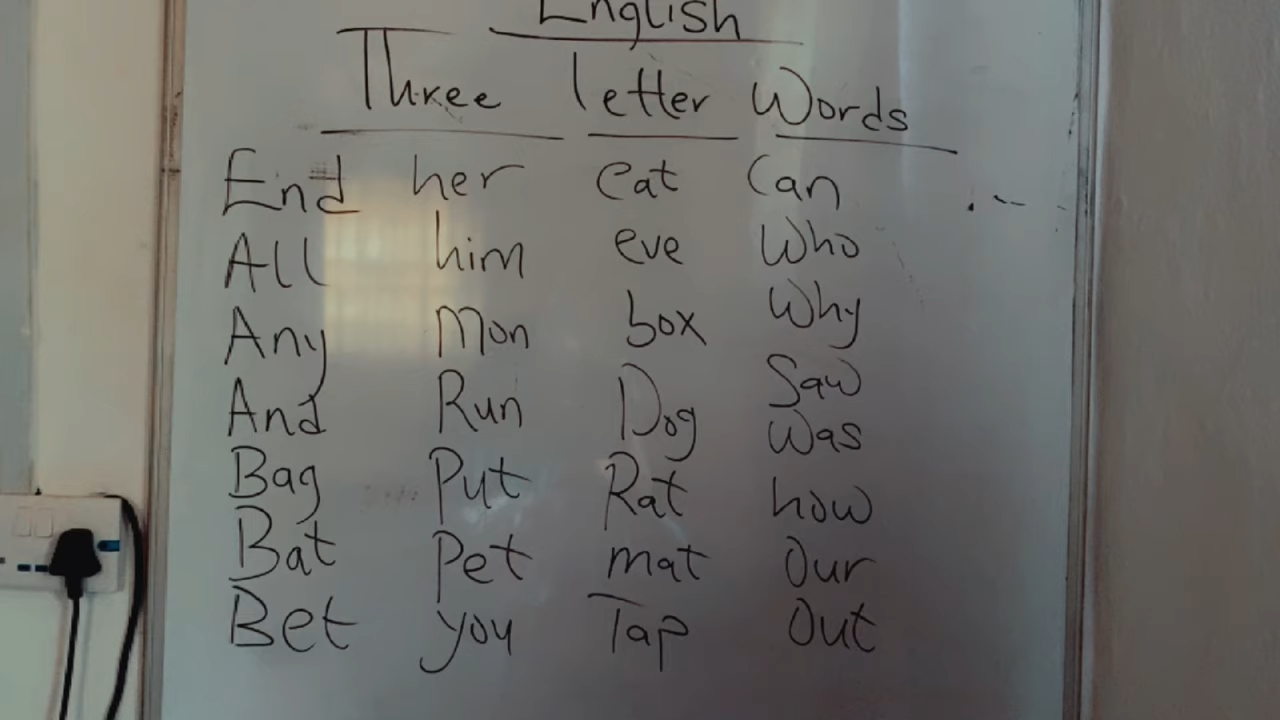 English
Three letter Words
End her eat Can
All him eve Who
Any Mon box Why
And Run Dog Saw
Bag Put Rat Was
Bat Pet mat how
Bet you Tap Our
Out